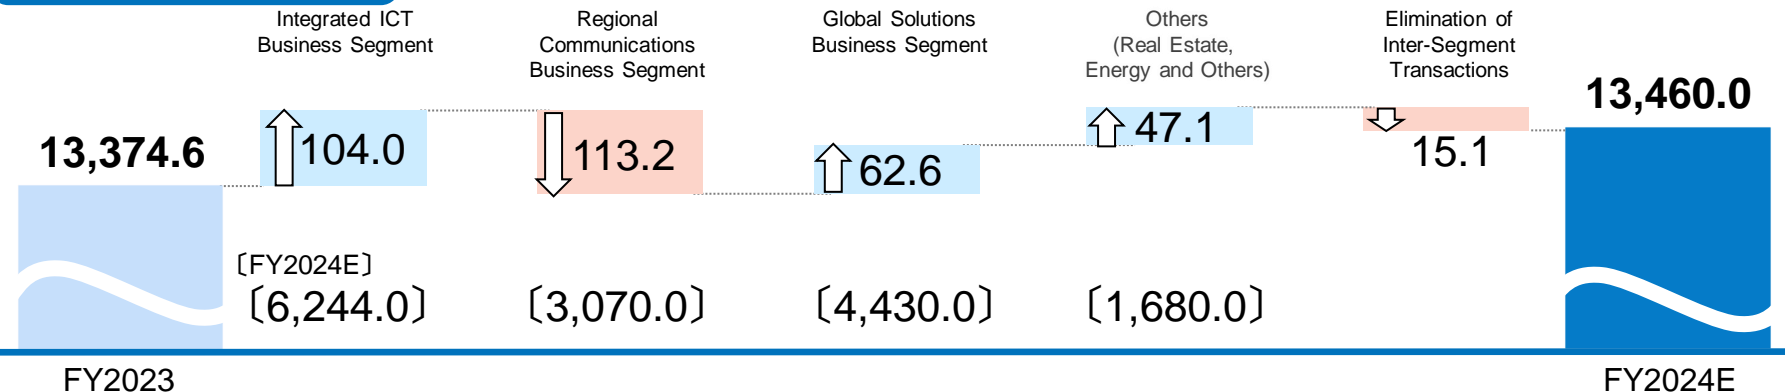 Integrated ICT
Business Segment
Regional
Communications
Business Segment
Global Solutions
Business Segment
Others
(Real Estate,
Energy and Others)
Elimination of
Inter-Segment
Transactions
13,374.6
104.0
113.2
62.6
47.1
15.1
13,460.0
〔FY2024E〕
〔6,244.0〕
〔3,070.0〕
〔4,430.0〕
〔1,680.0〕
FY2023
FY2024E